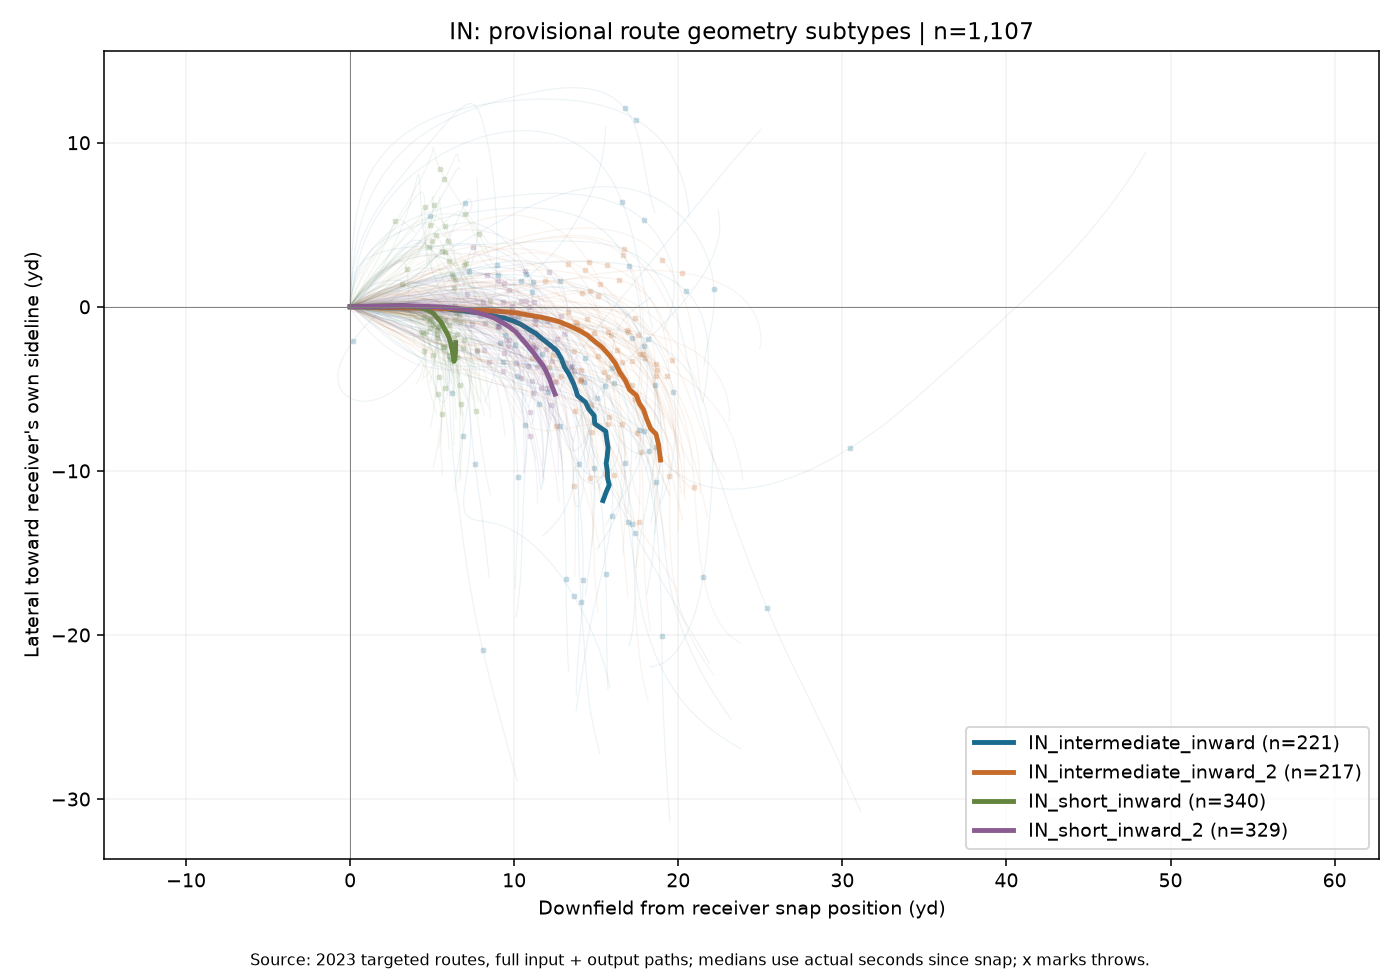 IN: provisional route geometry subtypes | n=1,107
10
0
−10
−20
−30
Lateral toward receiver's own sideline (yd)
IN_intermediate_inward (n=221)
IN_intermediate_inward_2 (n=217)
IN_short_inward (n=340)
IN_short_inward_2 (n=329)
−10 0 10 20 30 40 50 60
Downfield from receiver snap position (yd)
Source: 2023 targeted routes, full input + output paths; medians use actual seconds since snap; x marks throws.